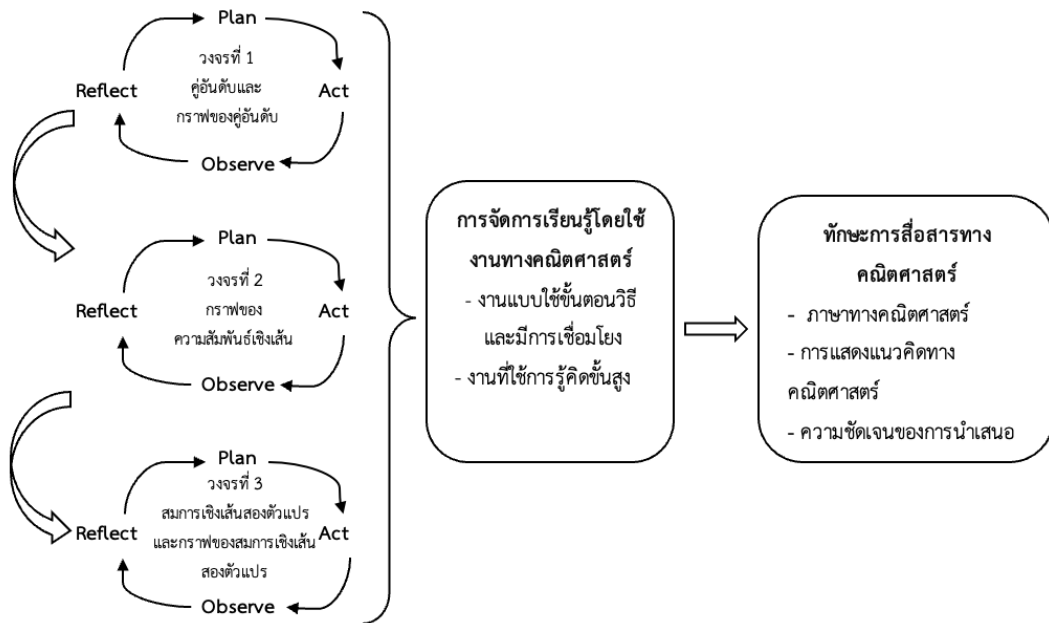 Plan
วงจรที่ 1
คู่อันดับและ
กราฟของคู่อันดับ
Reflect
Act
Observe
Plan
วงจรที่ 2
กราฟของ
ความสัมพันธ์เชิงเส้น
Reflect
Act
Observe
Plan
วงจรที่ 3
สมการเชิงเส้นสองตัวแปร
และกราฟของสมการเชิงเส้น
สองตัวแปร
Reflect
Act
Observe
การจัดการเรียนรู้โดยใช้
งานทางคณิตศาสตร์
- งานแบบใช้ขั้นตอนวิธี
และมีการเชื่อมโยง
- งานที่ใช้การรู้คิดขั้นสูง
ทักษะการสื่อสารทาง
คณิตศาสตร์
- ภาษาทางคณิตศาสตร์
- การแสดงแนวคิดทาง
คณิตศาสตร์
- ความชัดเจนของการนำเสนอ